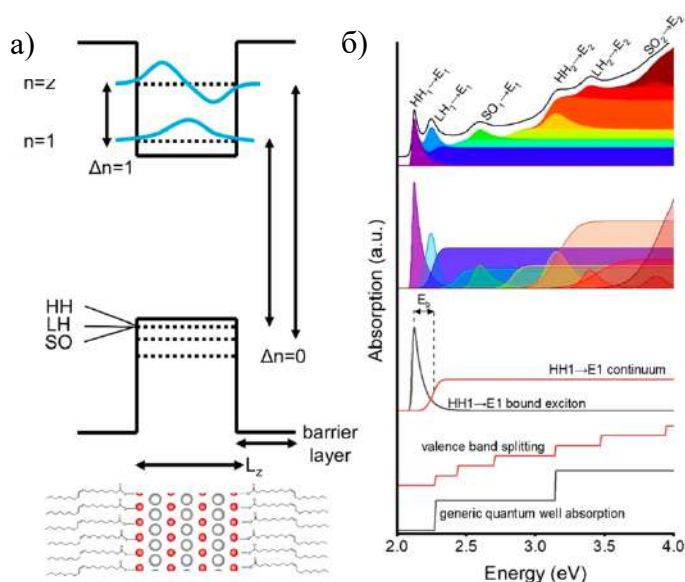 а)
n=2
n=1
Δn=1
HH
LH
SO
Δn=0
barrier
layer
L_z
б)
HH₁→E₁
LH₁→E₁
SO₁→E₁
HH₂→E₂
LH₂→E₂
SO₂→E₂
Absorption (a.u.)
E_b
HH1→E1 continuum
HH1→E1 bound exciton
valence band splitting
generic quantum well absorption
2.0 2.5 3.0 3.5 4.0
Energy (eV)